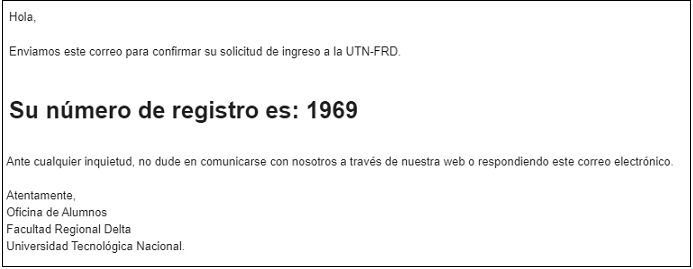 Hola,
Enviamos este correo para confirmar su solicitud de ingreso a la UTN-FRD.
Su número de registro es: 1969
Ante cualquier inquietud, no dude en comunicarse con nosotros a través de nuestra web o respondiendo este correo electrónico.
Atentamente,
Oficina de Alumnos
Facultad Regional Delta
Universidad Tecnológica Nacional.